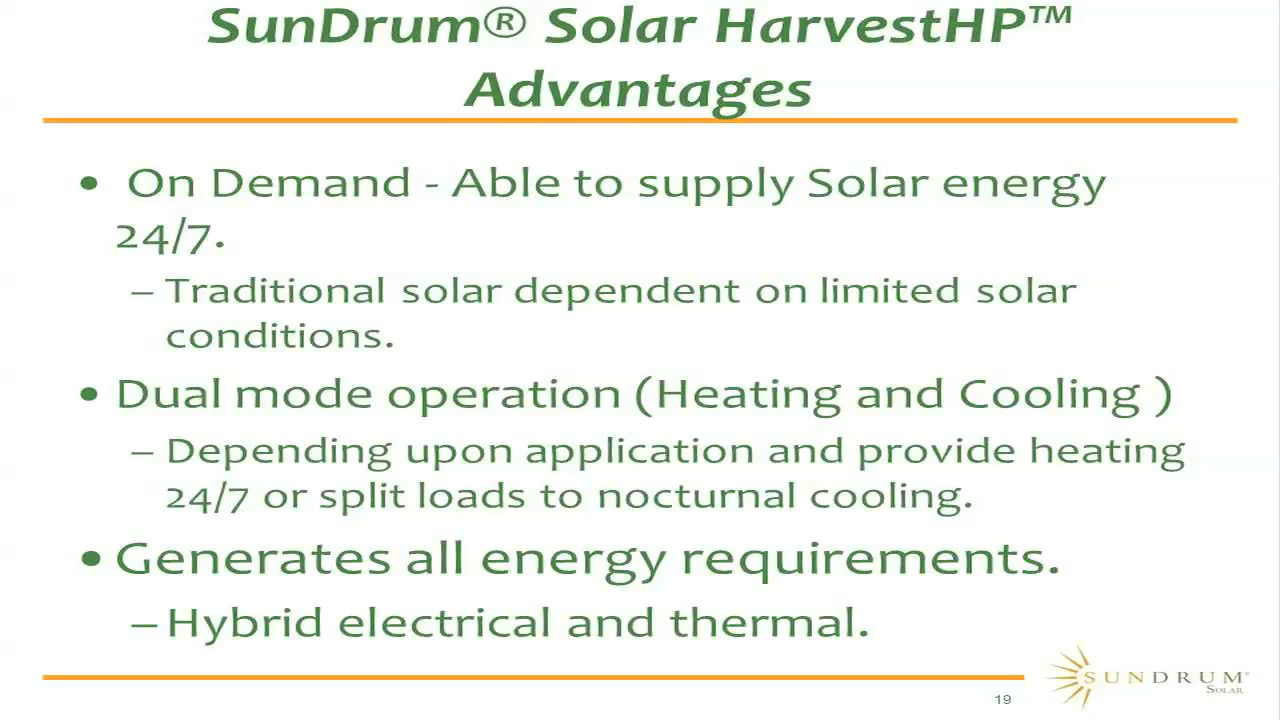 SunDrum® Solar HarvestHP™
Advantages
• On Demand - Able to supply Solar energy
24/7.
– Traditional solar dependent on limited solar
conditions.
• Dual mode operation (Heating and Cooling )
– Depending upon application and provide heating
24/7 or split loads to nocturnal cooling.
• Generates all energy requirements.
– Hybrid electrical and thermal.
SUNDRUM®
SOLAR
19